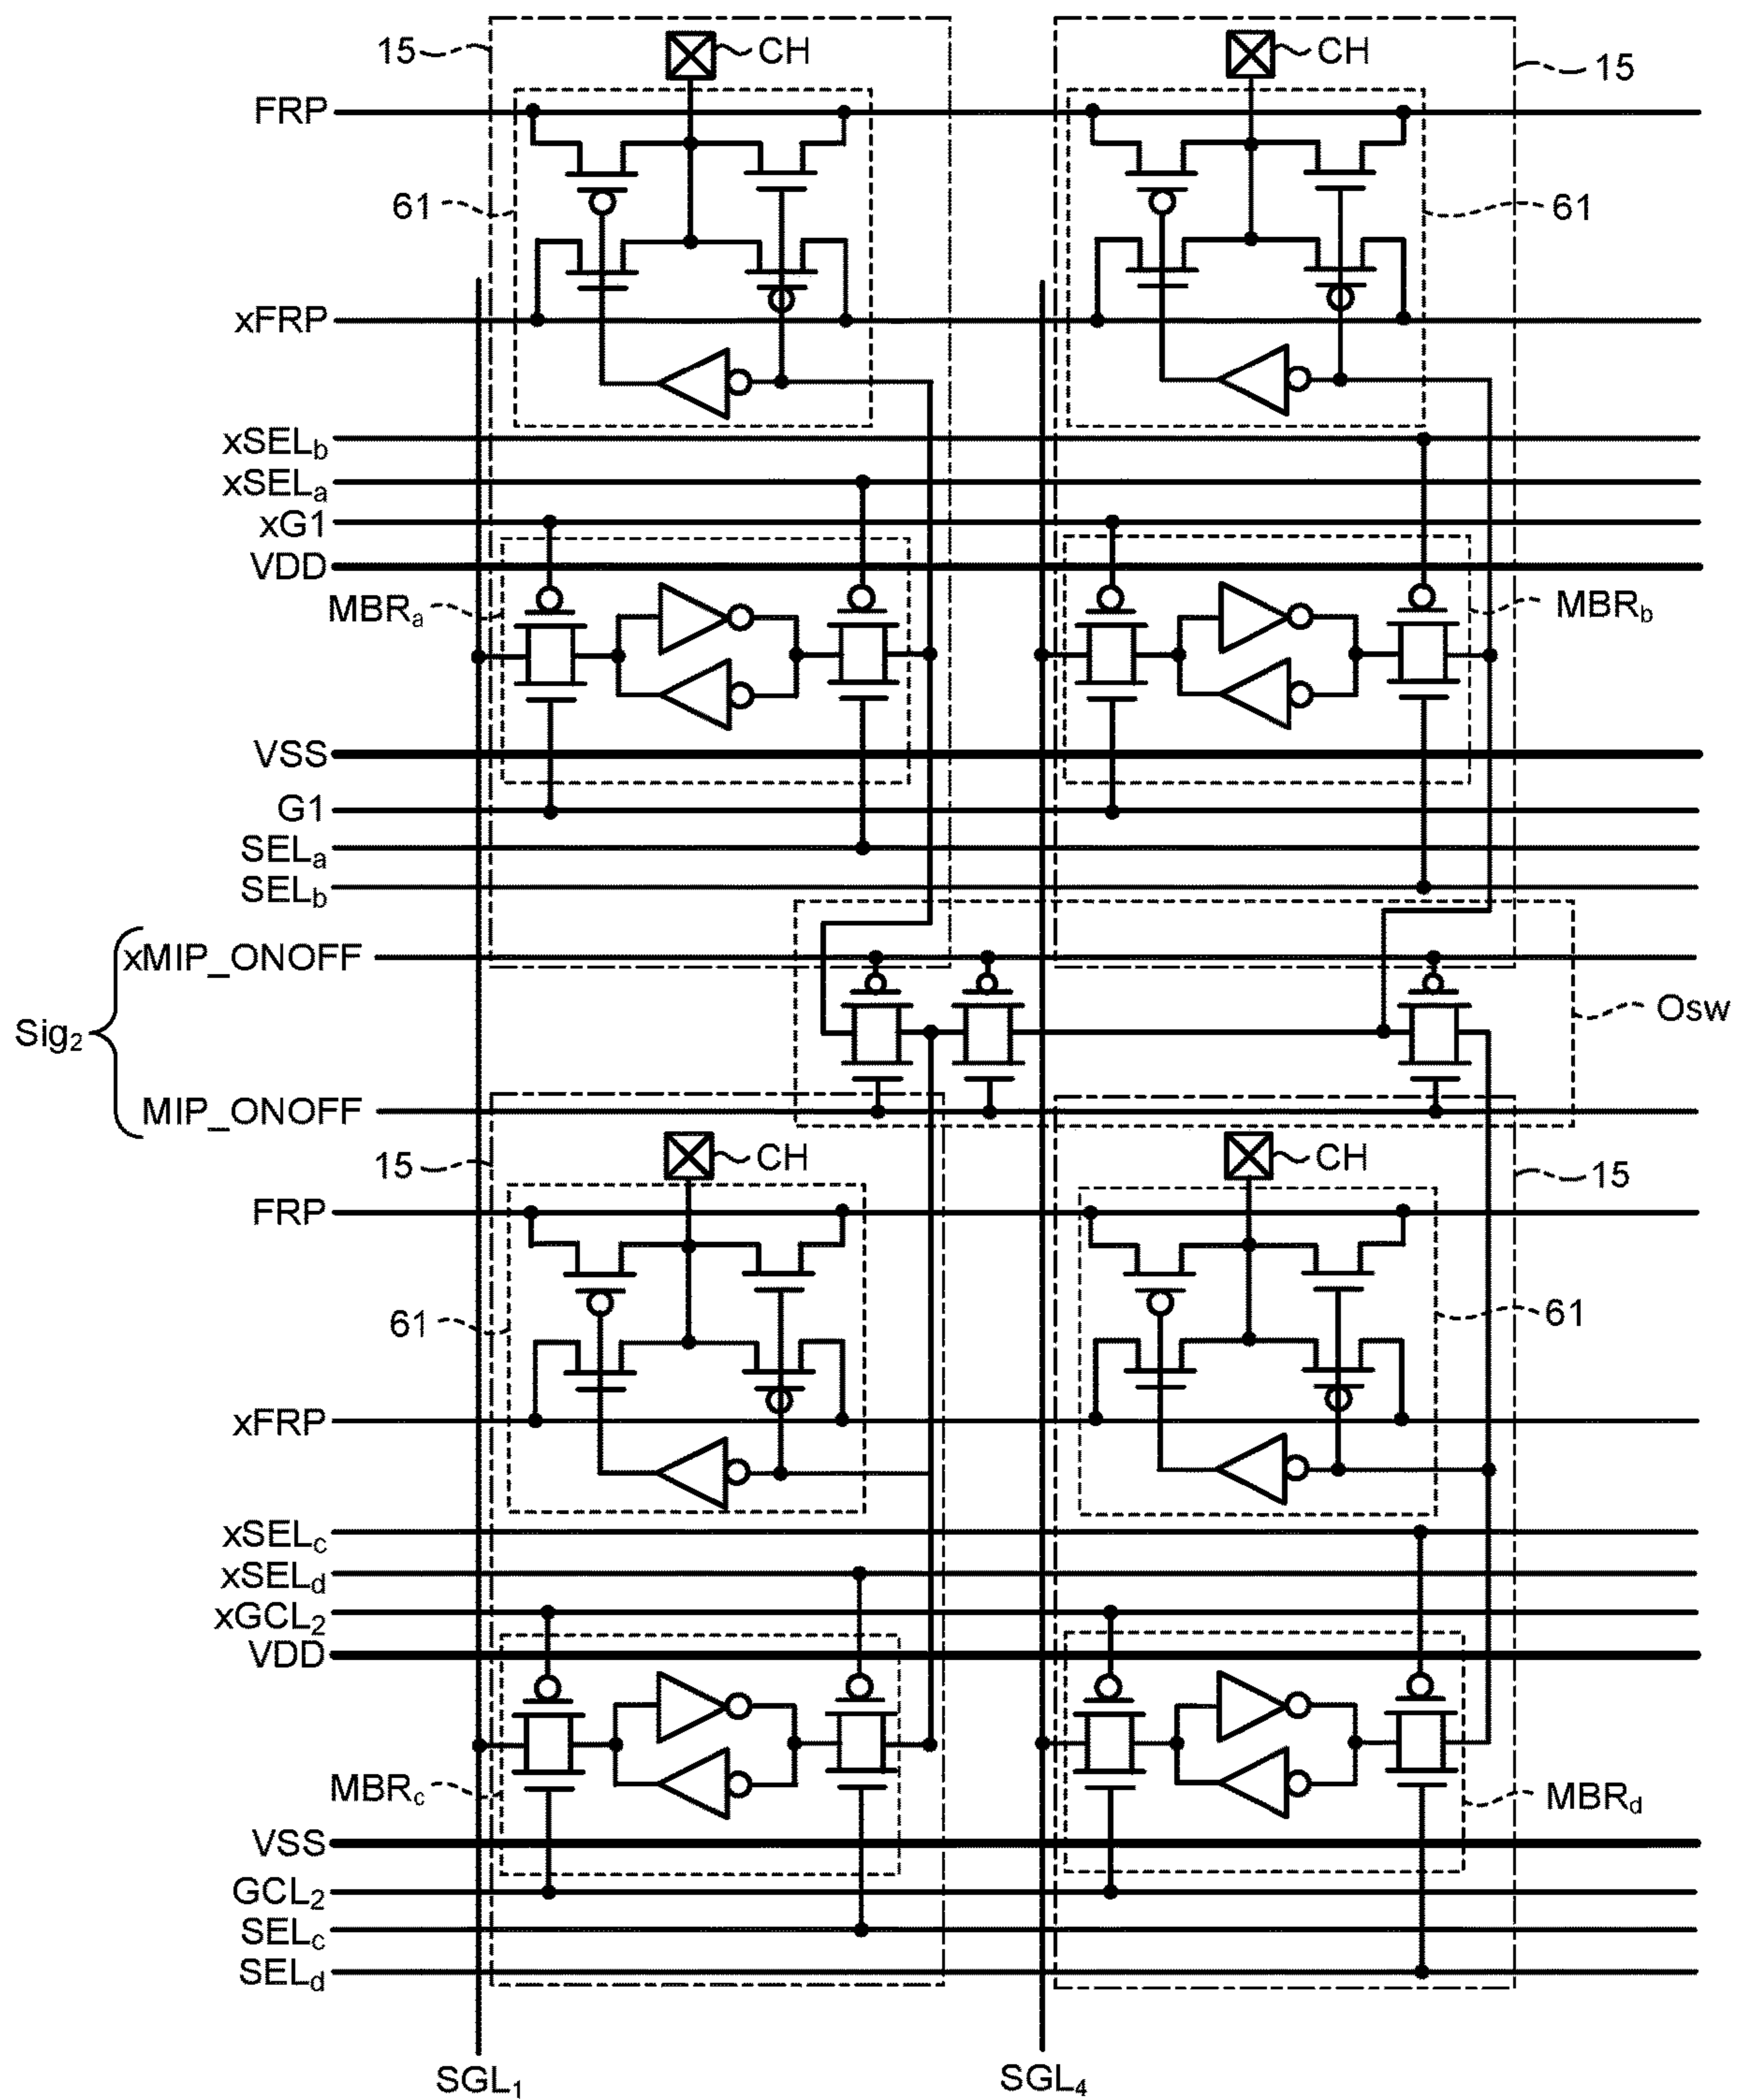 15 CH CH 15
FRP
61 61
xFRP
xSELb
xSELa
xG1
VDD
MBRa MBRb
VSS
G1
SELa
SELb
xMIP_ONOFF
Sig2 Osw
MIP_ONOFF
15 CH CH 15
FRP
61 61
xFRP
xSELc
xSELd
xGCL2
VDD
MBRc MBRd
VSS
GCL2
SELc
SELd
SGL1 SGL4